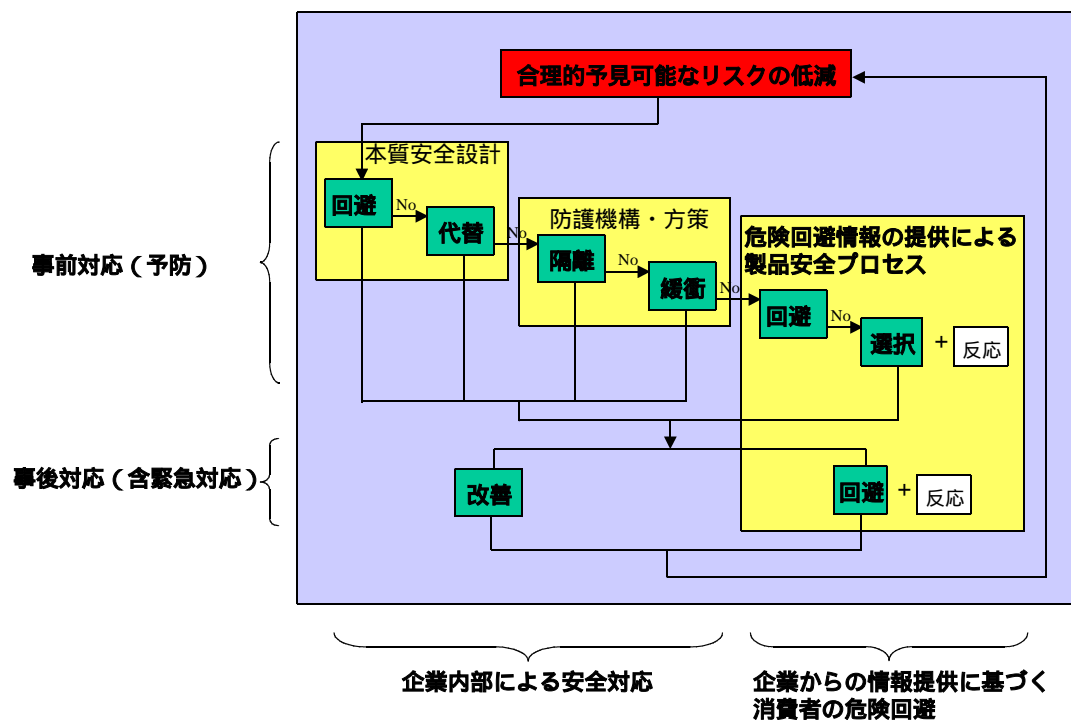 合理的予見可能なリスクの低減
本質安全設計
回避
No
代替
No
防護機構・方策
隔離
No
緩衝
No
危険回避情報の提供による
製品安全プロセス
回避
No
選択
+
反応
事前対応（予防）
事後対応（含緊急対応）
改善
回避
+
反応
企業内部による安全対応
企業からの情報提供に基づく
消費者の危険回避